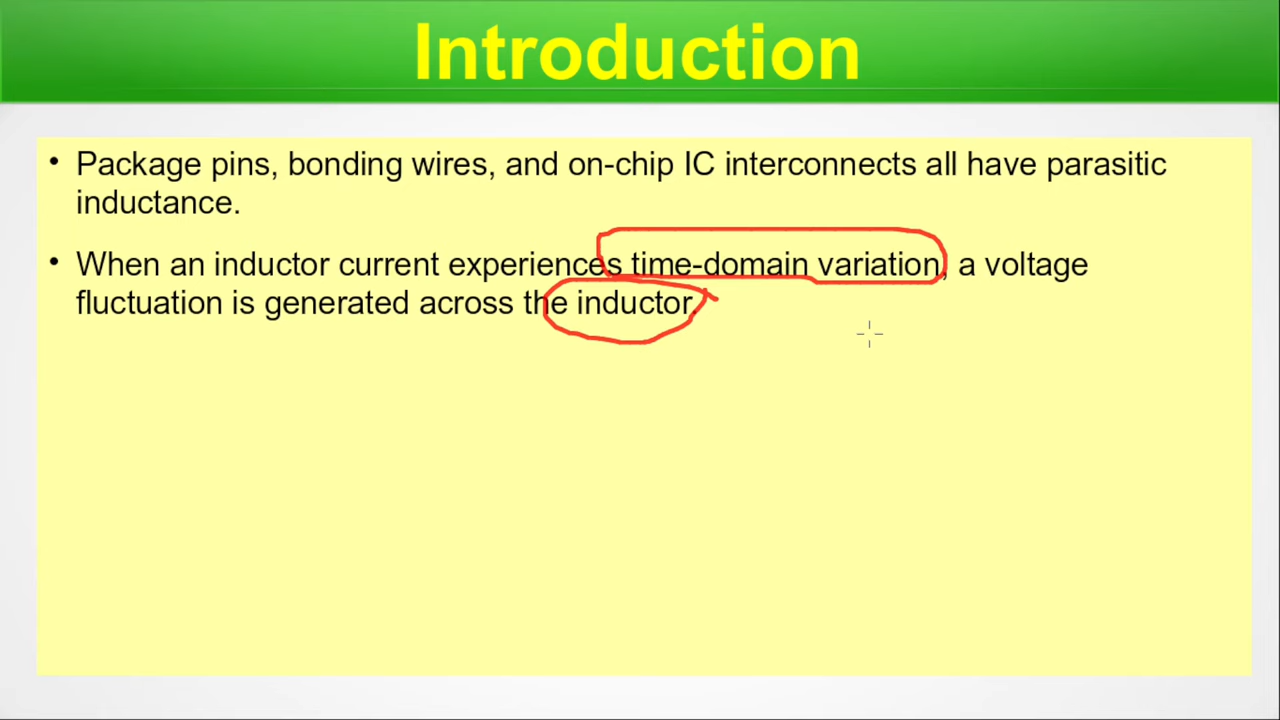 Introduction
• Package pins, bonding wires, and on-chip IC interconnects all have parasitic
inductance.
• When an inductor current experiences time-domain variation, a voltage
fluctuation is generated across the inductor.